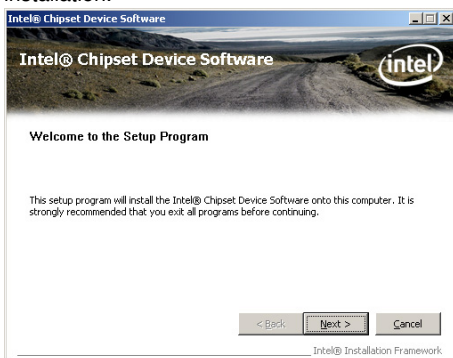 Intel® Chipset Device Software
Intel® Chipset Device Software
intel
Welcome to the Setup Program
This setup program will install the Intel® Chipset Device Software onto this computer. It is
strongly recommended that you exit all programs before continuing.
< Back Next > Cancel
Intel® Installation Framework